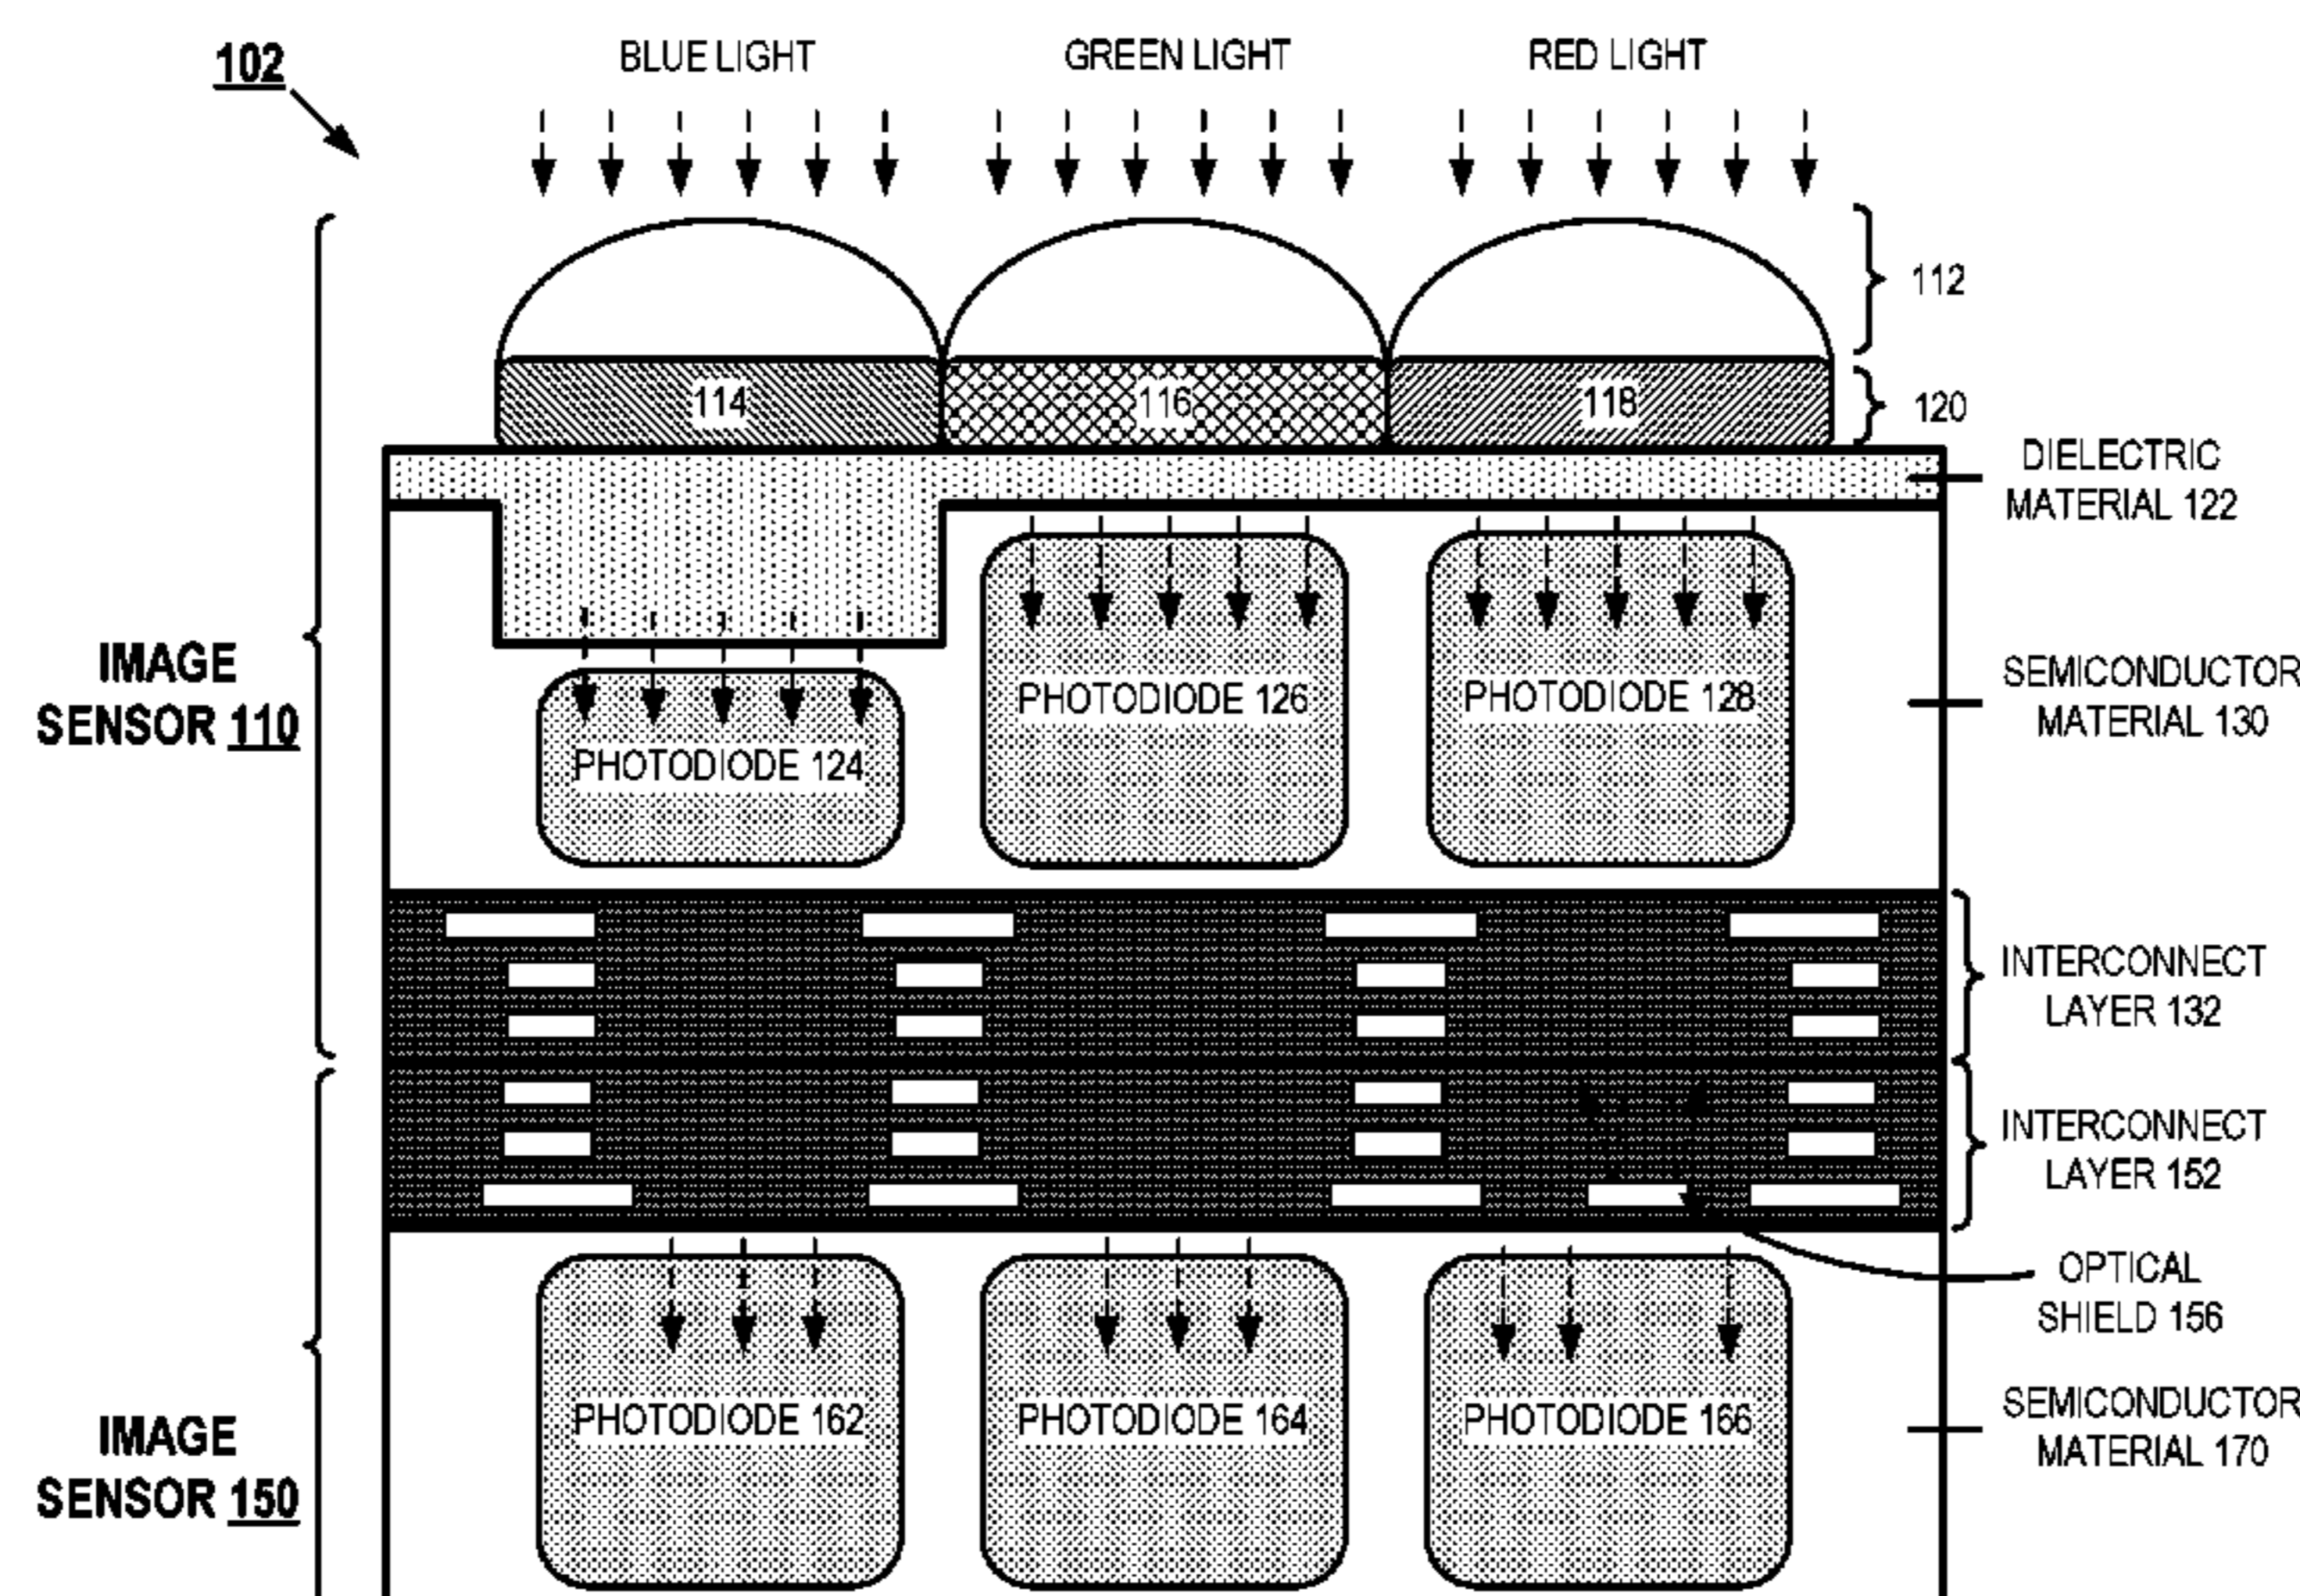 102
BLUE LIGHT
GREEN LIGHT
RED LIGHT
112
114
116
118
120
DIELECTRIC
MATERIAL 122
IMAGE
SENSOR 110
PHOTODIODE 124
PHOTODIODE 126
PHOTODIODE 128
SEMICONDUCTOR
MATERIAL 130
INTERCONNECT
LAYER 132
INTERCONNECT
LAYER 152
OPTICAL
SHIELD 156
IMAGE
SENSOR 150
PHOTODIODE 162
PHOTODIODE 164
PHOTODIODE 166
SEMICONDUCTOR
MATERIAL 170